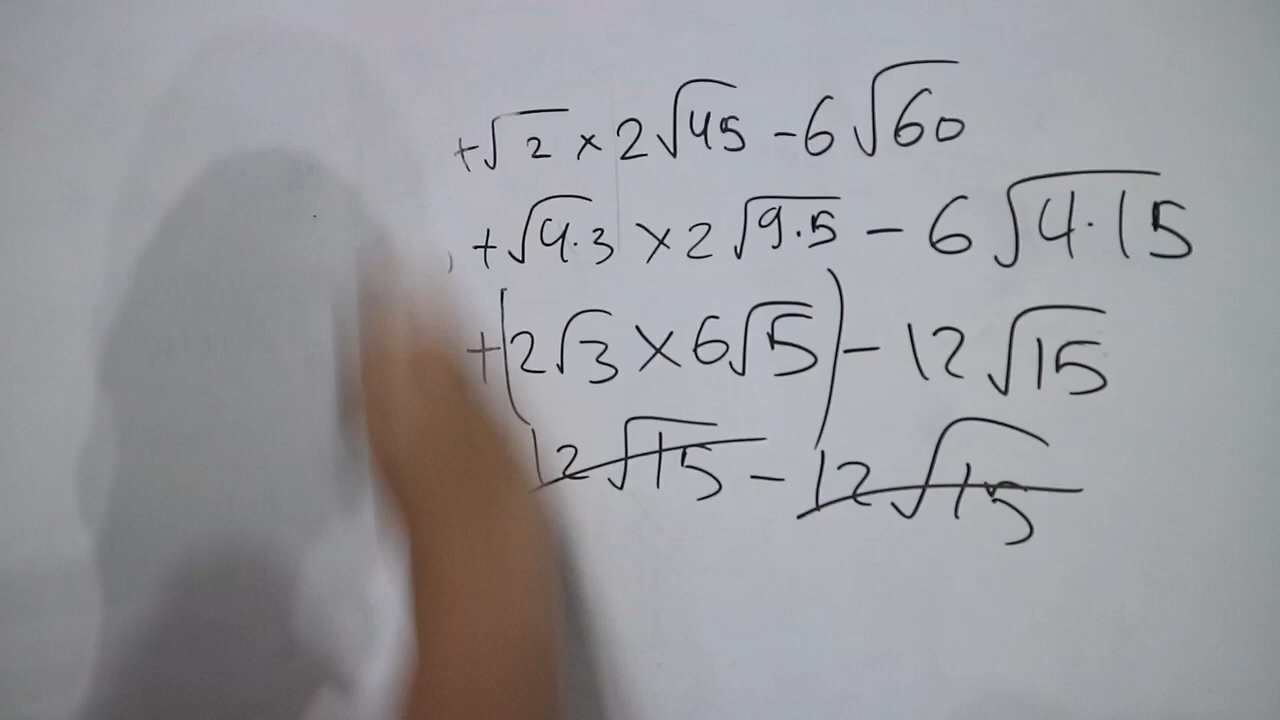 +√2 × 2√45 - 6√60
+√4.3 × 2√9.5 - 6√4.15
+(2√3 × 6√5) - 12√15
12√15 - 12√15